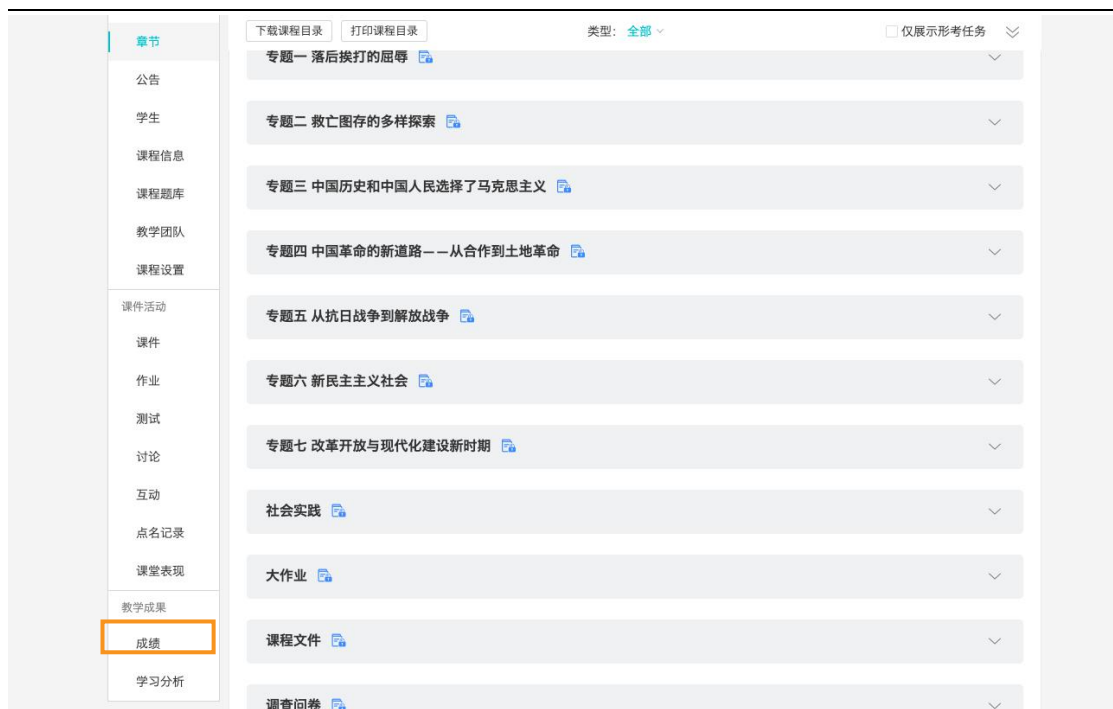 下载课程目录 打印课程目录 类型: 全部 仅展示形考任务
章节
公告
学生
课程信息
课程题库
教学团队
课程设置
课件活动
课件
作业
测试
讨论
互动
点名记录
课堂表现
教学成果
成绩
学习分析
专题一 落后挨打的屈辱
专题二 救亡图存的多样探索
专题三 中国历史和中国人民选择了马克思主义
专题四 中国革命的新道路——从合作到土地革命
专题五 从抗日战争到解放战争
专题六 新民主主义社会
专题七 改革开放与现代化建设新时期
社会实践
大作业
课程文件
调查问卷